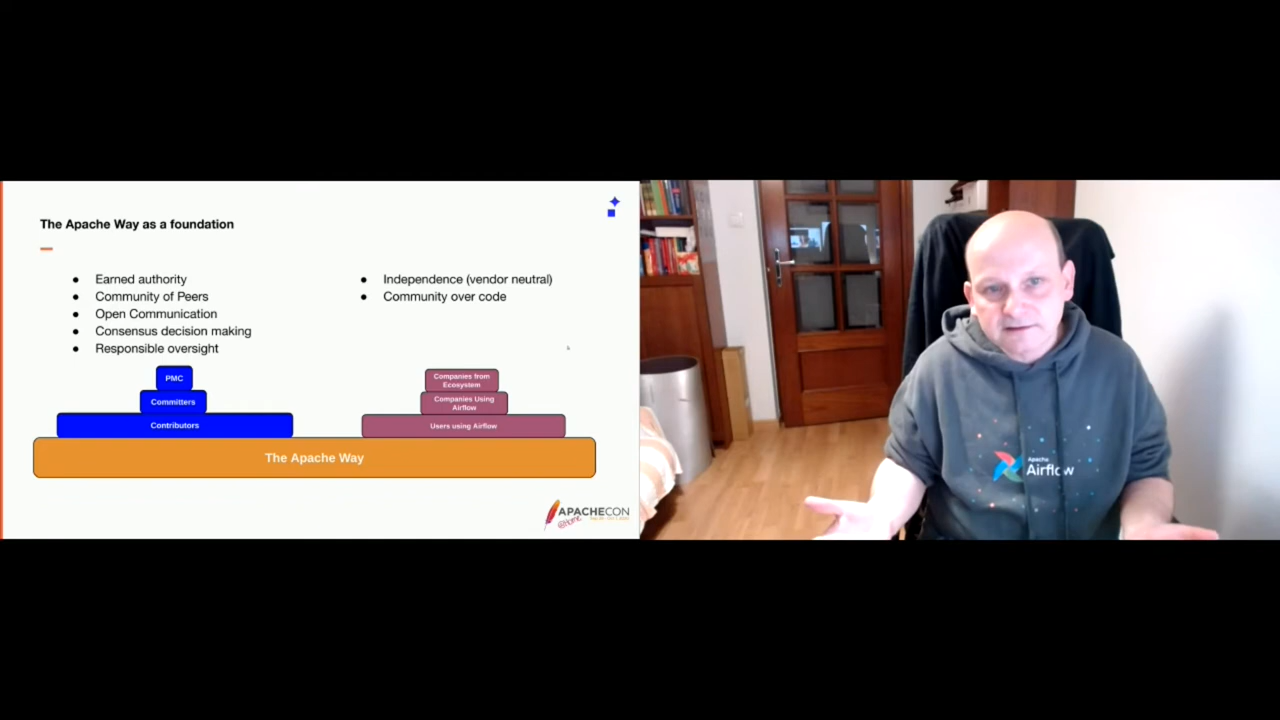 The Apache Way as a foundation
● Earned authority
● Community of Peers
● Open Communication
● Consensus decision making
● Responsible oversight
● Independence (vendor neutral)
● Community over code
PMC
Committers
Contributors
Companies from
Ecosystem
Companies Using
Airflow
Users using Airflow
The Apache Way
APACHECON
@Home
Apache
Airflow